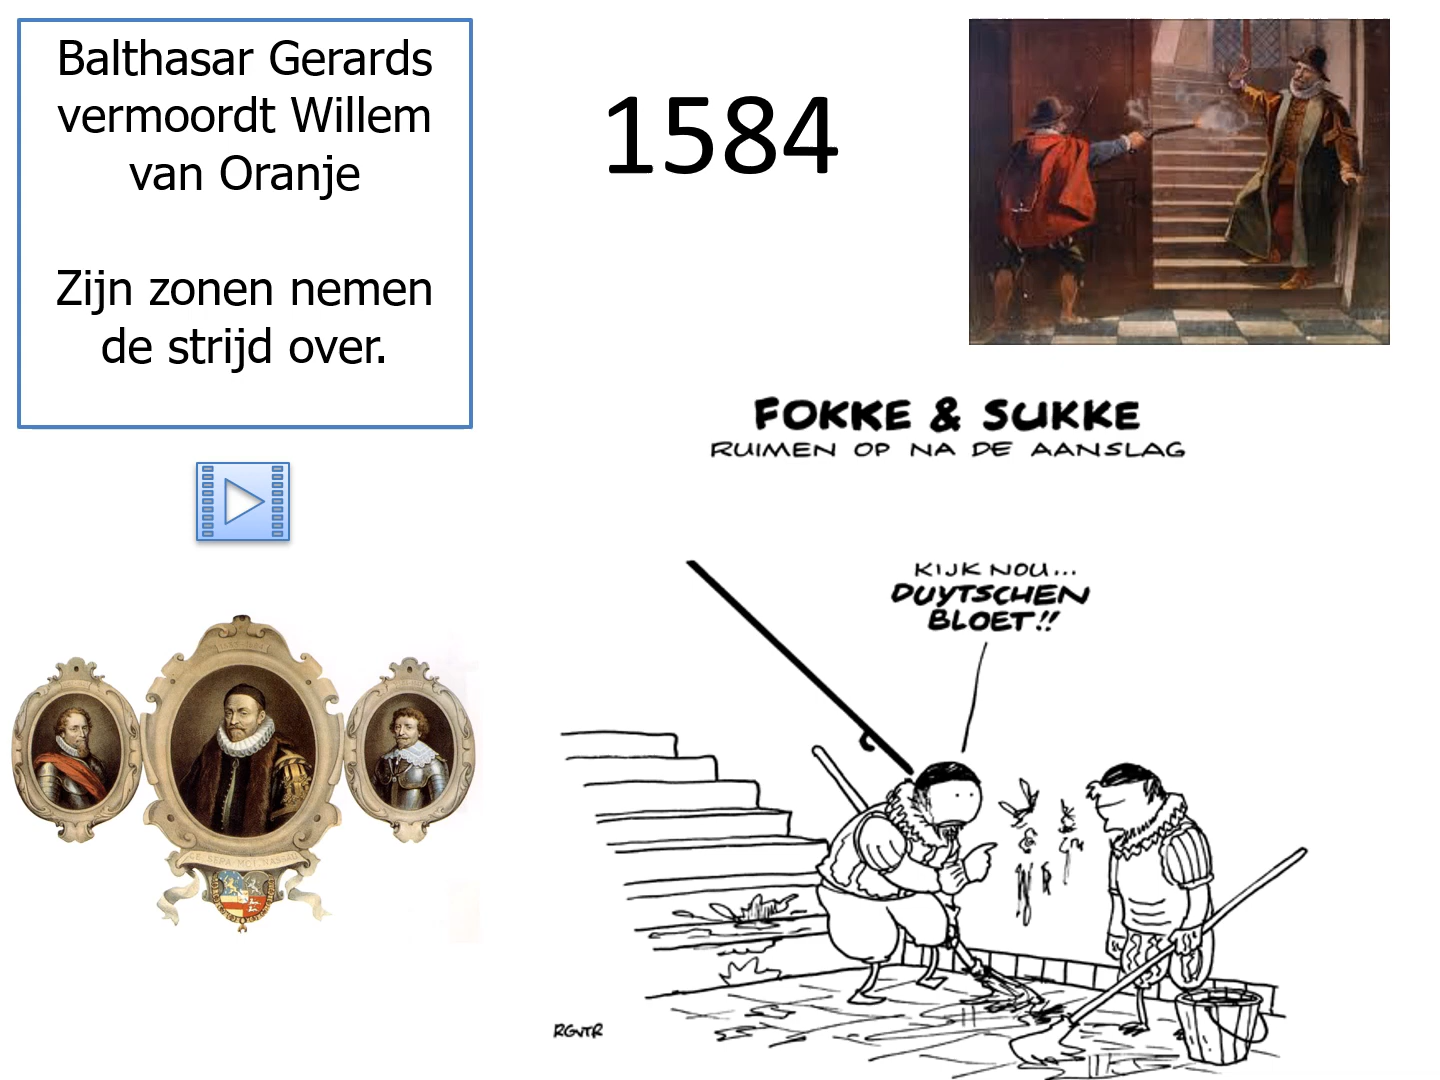 Balthasar Gerards
vermoordt Willem
van Oranje
Zijn zonen nemen
de strijd over.
1584
FOKKE & SUKKE
RUIMEN OP NA DE AANSLAG
KIJK NOU...
DUYTSCHEN
BLOET!!
RGVTR